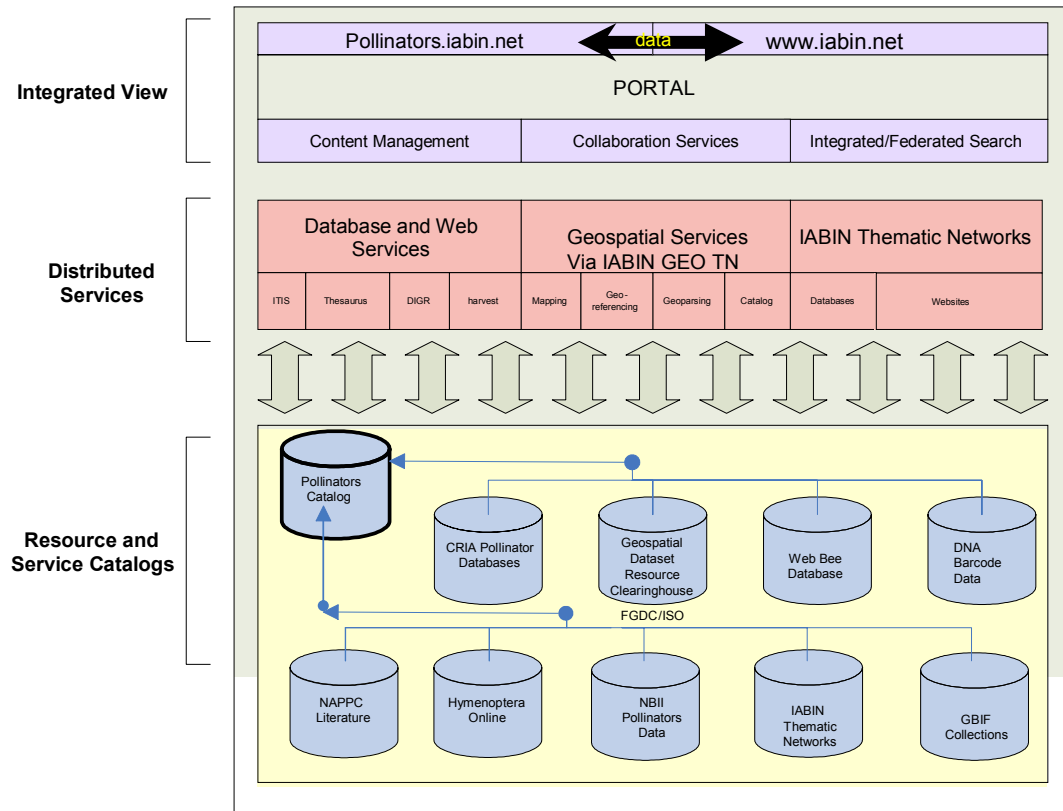 Pollinators.iabin.net
data
www.iabin.net
Integrated View
PORTAL
Content Management
Collaboration Services
Integrated/Federated Search
Distributed
Services
Database and Web
Services
Geospatial Services
Via IABIN GEO TN
IABIN Thematic Networks
ITIS
Thesaurus
DIGR
harvest
Mapping
Geo-
referencing
Geoparsing
Catalog
Databases
Websites
Resource and
Service Catalogs
Pollinators
Catalog
CRIA Pollinator
Databases
Geospatial
Dataset
Resource
Clearinghouse
Web Bee
Database
DNA
Barcode
Data
FGDC/ISO
NAPPC
Literature
Hymenoptera
Online
NBII
Pollinators
Data
IABIN
Thematic
Networks
GBIF
Collections